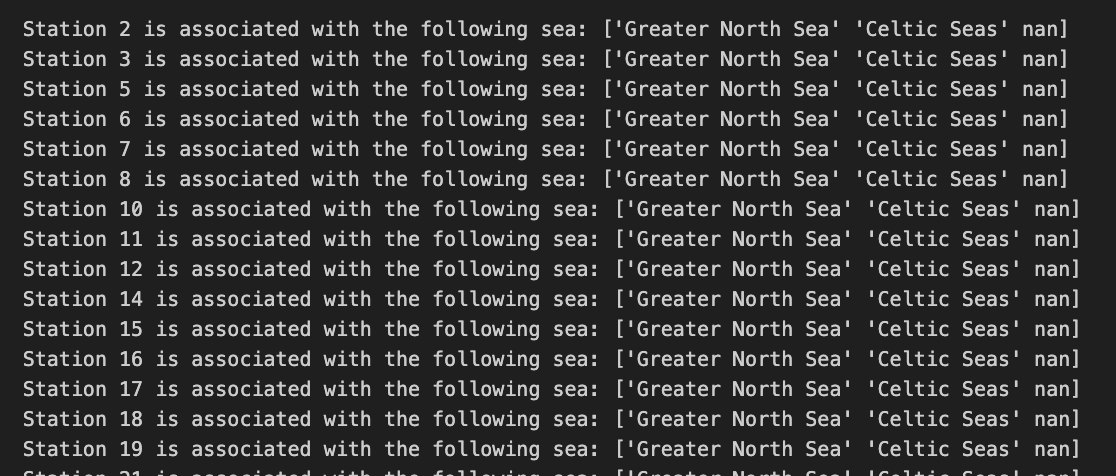 Station 2 is associated with the following sea: ['Greater North Sea' 'Celtic Seas' nan]
Station 3 is associated with the following sea: ['Greater North Sea' 'Celtic Seas' nan]
Station 5 is associated with the following sea: ['Greater North Sea' 'Celtic Seas' nan]
Station 6 is associated with the following sea: ['Greater North Sea' 'Celtic Seas' nan]
Station 7 is associated with the following sea: ['Greater North Sea' 'Celtic Seas' nan]
Station 8 is associated with the following sea: ['Greater North Sea' 'Celtic Seas' nan]
Station 10 is associated with the following sea: ['Greater North Sea' 'Celtic Seas' nan]
Station 11 is associated with the following sea: ['Greater North Sea' 'Celtic Seas' nan]
Station 12 is associated with the following sea: ['Greater North Sea' 'Celtic Seas' nan]
Station 14 is associated with the following sea: ['Greater North Sea' 'Celtic Seas' nan]
Station 15 is associated with the following sea: ['Greater North Sea' 'Celtic Seas' nan]
Station 16 is associated with the following sea: ['Greater North Sea' 'Celtic Seas' nan]
Station 17 is associated with the following sea: ['Greater North Sea' 'Celtic Seas' nan]
Station 18 is associated with the following sea: ['Greater North Sea' 'Celtic Seas' nan]
Station 19 is associated with the following sea: ['Greater North Sea' 'Celtic Seas' nan]